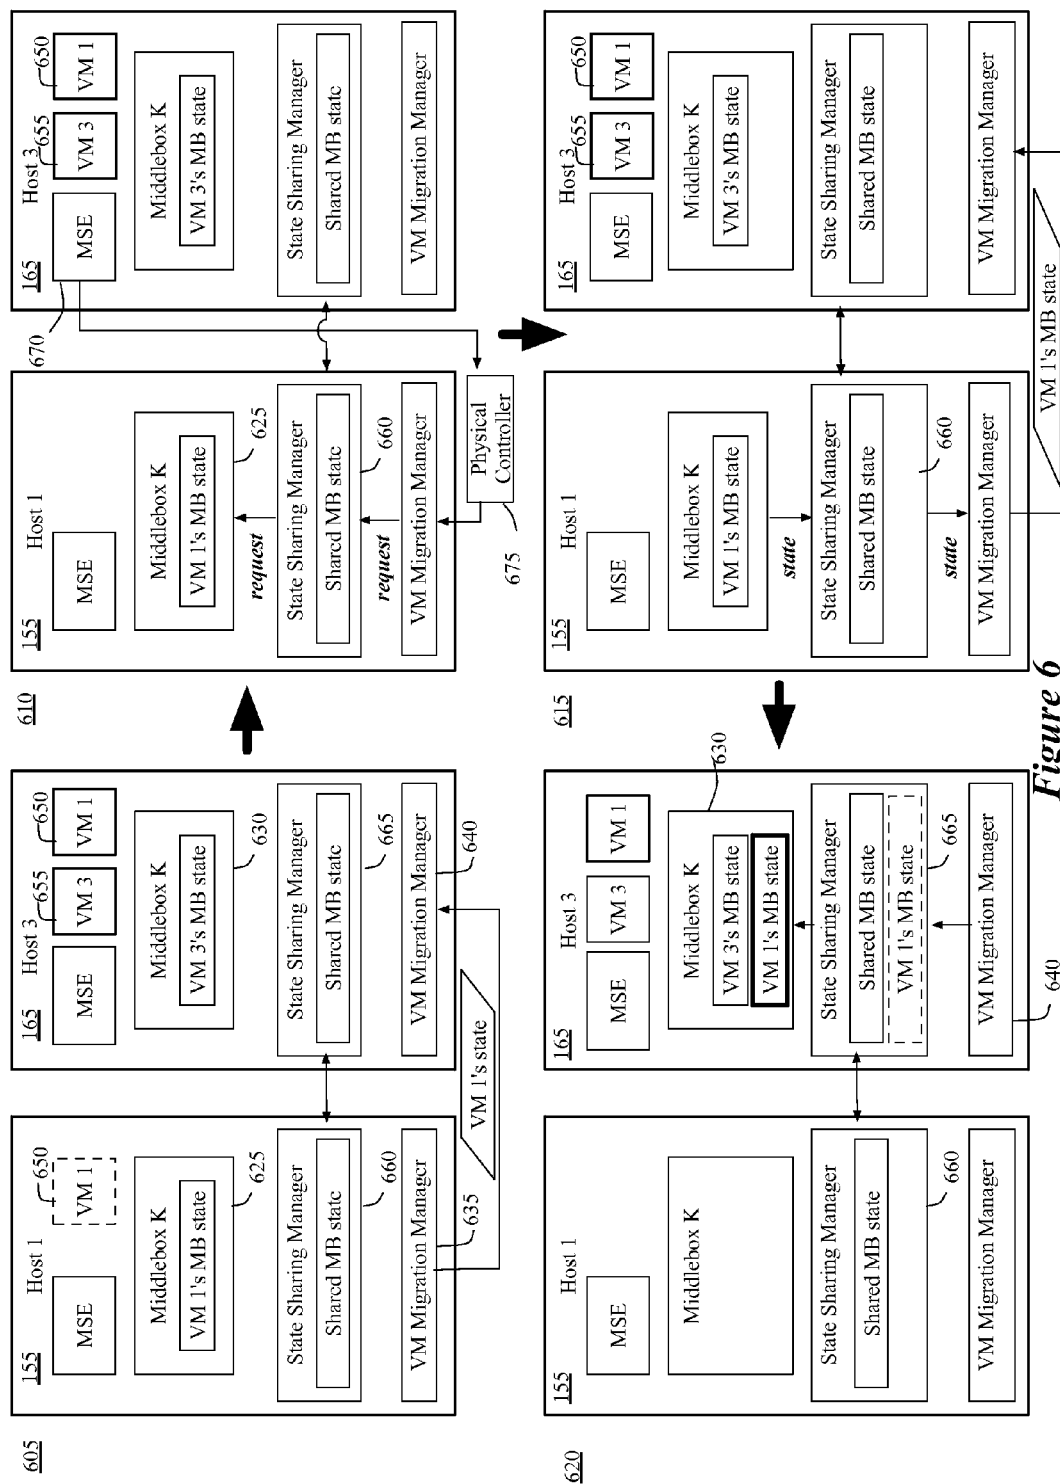 605
155
Host 1
650
MSE
VM 1
Middlebox K
625
VM 1's MB state
State Sharing Manager
Shared MB state
660
VM Migration Manager
635
VM 1's state
165
Host 3
655
650
MSE
VM 3
VM 1
Middlebox K
630
VM 3's MB state
State Sharing Manager
665
Shared MB state
VM Migration Manager
640
610
155
Host 1
MSE
Middlebox K
625
VM 1's MB state
request
State Sharing Manager
Shared MB state
660
request
VM Migration Manager
Physical
Controller
675
670
165
Host 3
655
650
MSE
VM 3
VM 1
Middlebox K
VM 3's MB state
State Sharing Manager
Shared MB state
VM Migration Manager
620
155
Host 1
MSE
Middlebox K
State Sharing Manager
Shared MB state
660
VM Migration Manager
165
Host 3
MSE
VM 3
VM 1
630
Middlebox K
VM 3's MB state
VM 1's MB state
State Sharing Manager
Shared MB state
VM 1's MB state
665
VM Migration Manager
640
615
155
Host 1
MSE
Middlebox K
VM 1's MB state
state
State Sharing Manager
Shared MB state
660
state
VM Migration Manager
VM 1's MB state
165
Host 3
655
650
MSE
VM 3
VM 1
Middlebox K
VM 3's MB state
State Sharing Manager
Shared MB state
VM Migration Manager
Figure 6